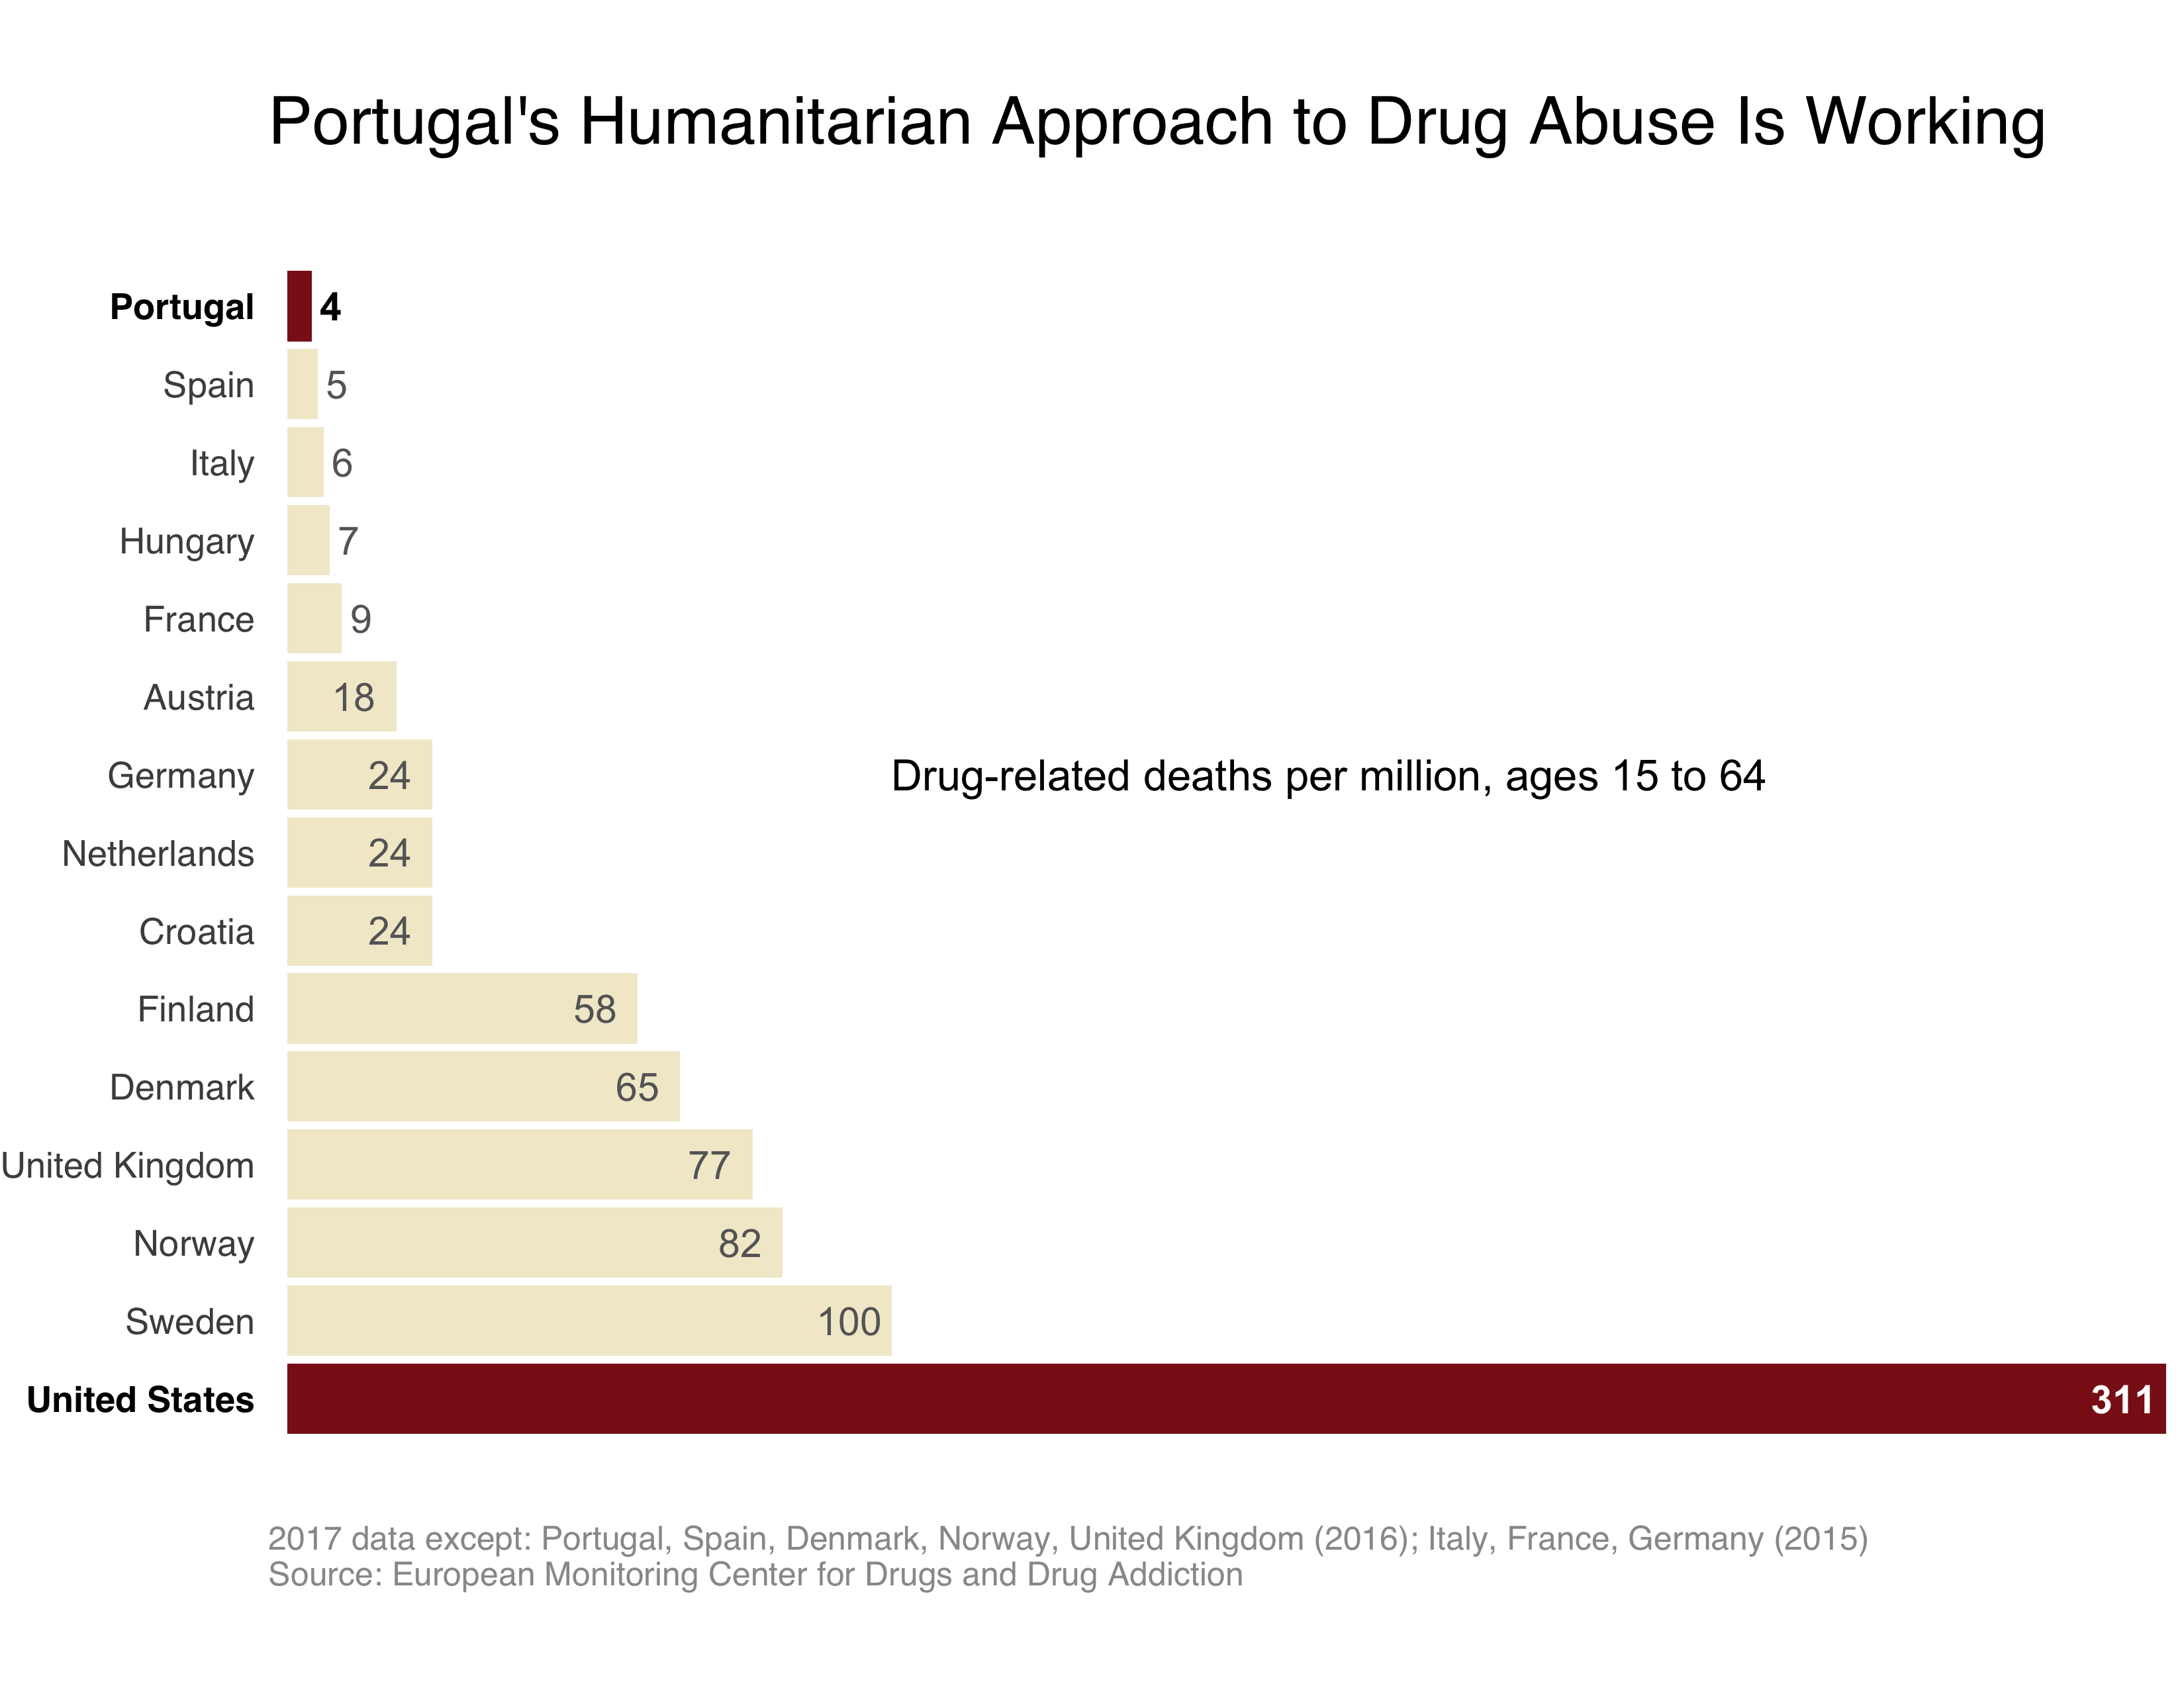 Portugal's Humanitarian Approach to Drug Abuse Is Working
Portugal 4
Spain 5
Italy 6
Hungary 7
France 9
Austria 18
Germany 24
Drug-related deaths per million, ages 15 to 64
Netherlands 24
Croatia 24
Finland 58
Denmark 65
United Kingdom 77
Norway 82
Sweden 100
United States 311
2017 data except: Portugal, Spain, Denmark, Norway, United Kingdom (2016); Italy, France, Germany (2015)
Source: European Monitoring Center for Drugs and Drug Addiction